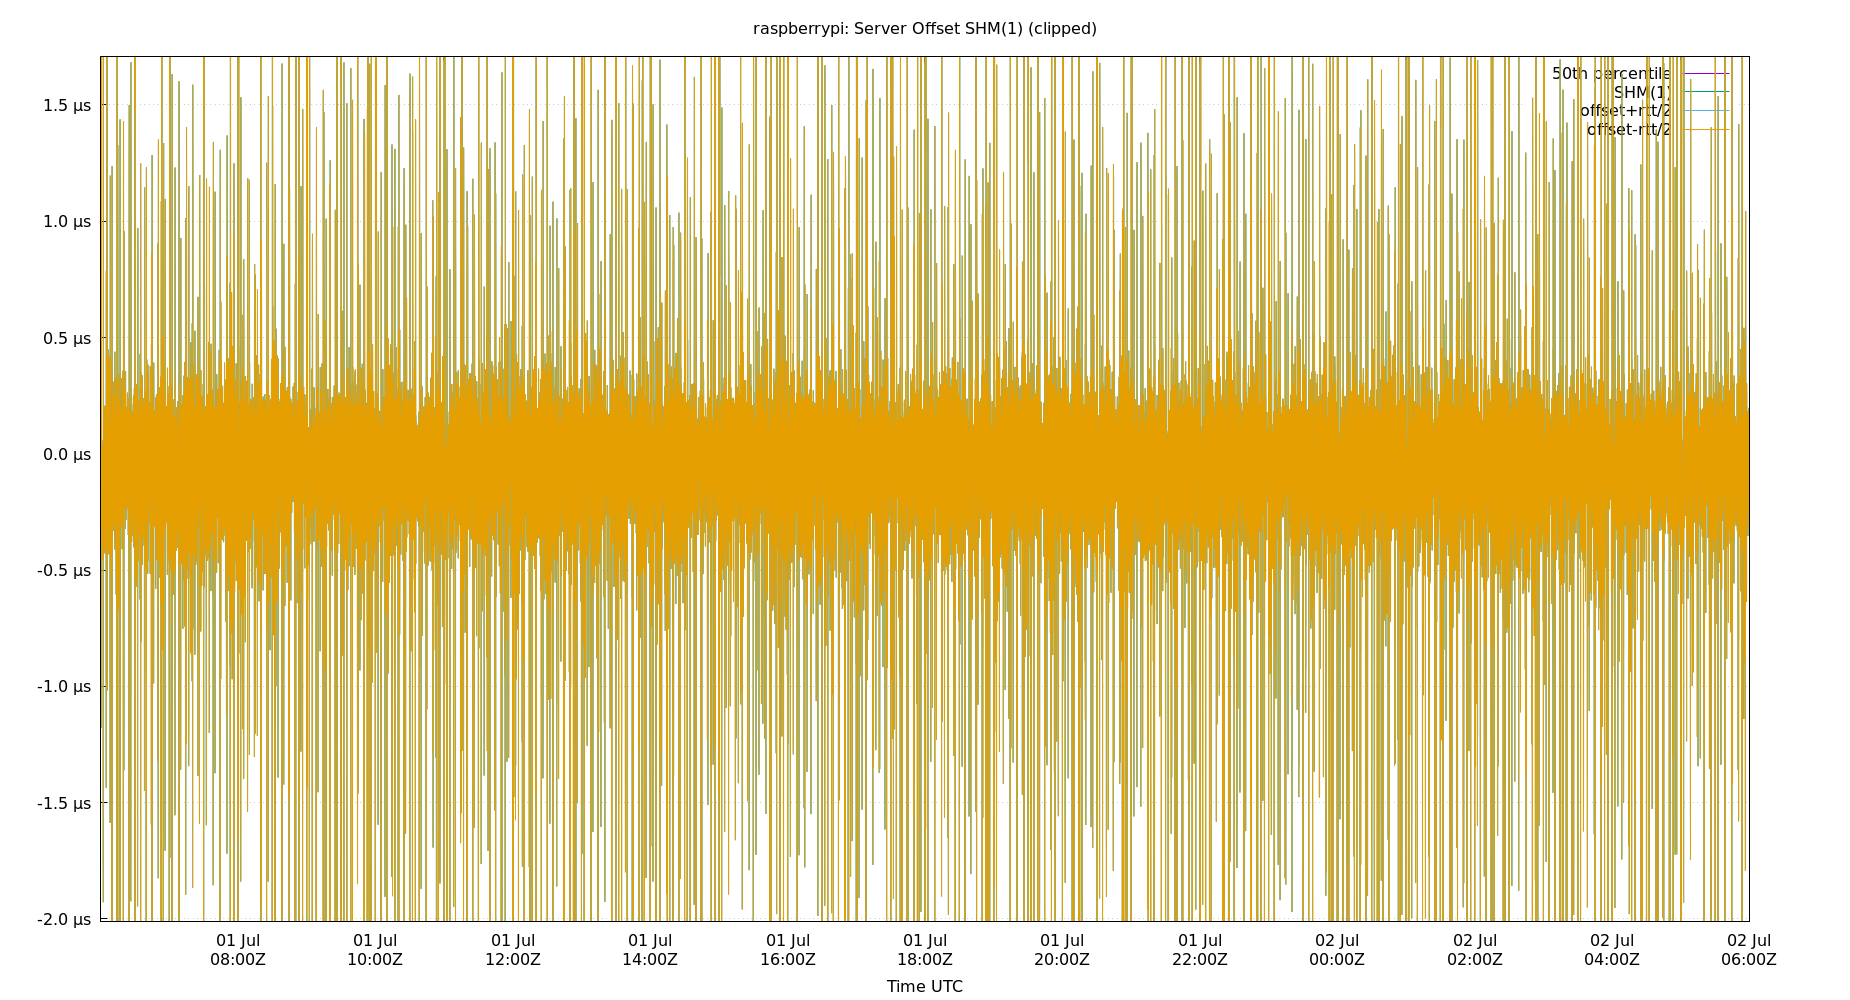 raspberrypi: Server Offset SHM(1) (clipped)
50th percentile
SHM(1)
offset+rtt/2
offset-rtt/2
1.5 µs
1.0 µs
0.5 µs
0.0 µs
-0.5 µs
-1.0 µs
-1.5 µs
-2.0 µs
01 Jul 01 Jul 01 Jul 01 Jul 01 Jul 01 Jul 01 Jul 01 Jul 02 Jul 02 Jul 02 Jul 02 Jul
08:00Z 10:00Z 12:00Z 14:00Z 16:00Z 18:00Z 20:00Z 22:00Z 00:00Z 02:00Z 04:00Z 06:00Z
Time UTC